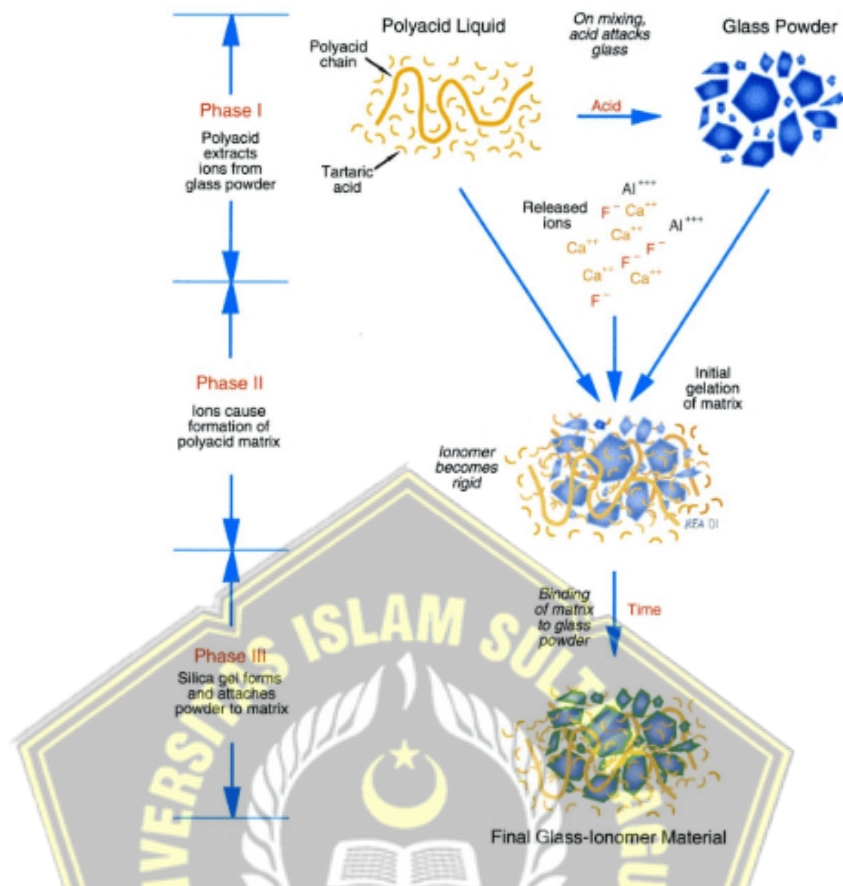 Polyacid Liquid
On mixing,
acid attacks
glass
Glass Powder
Polyacid
chain
Phase I
Acid
Polyacid
extracts
ions from
glass powder
Tartaric
acid
Released
ions
Al+++
F− Ca++
Al+++
Ca++
Ca++
F−
F−
Ca++
Ca++
F−
Phase II
Ions cause
formation of
polyacid matrix
Initial
gelation
of matrix
Ionomer
becomes
rigid
Binding
of matrix
to glass
powder
Time
Phase III
Silica gel forms
and attaches
powder to matrix
Final Glass-Ionomer Material
ISLAM